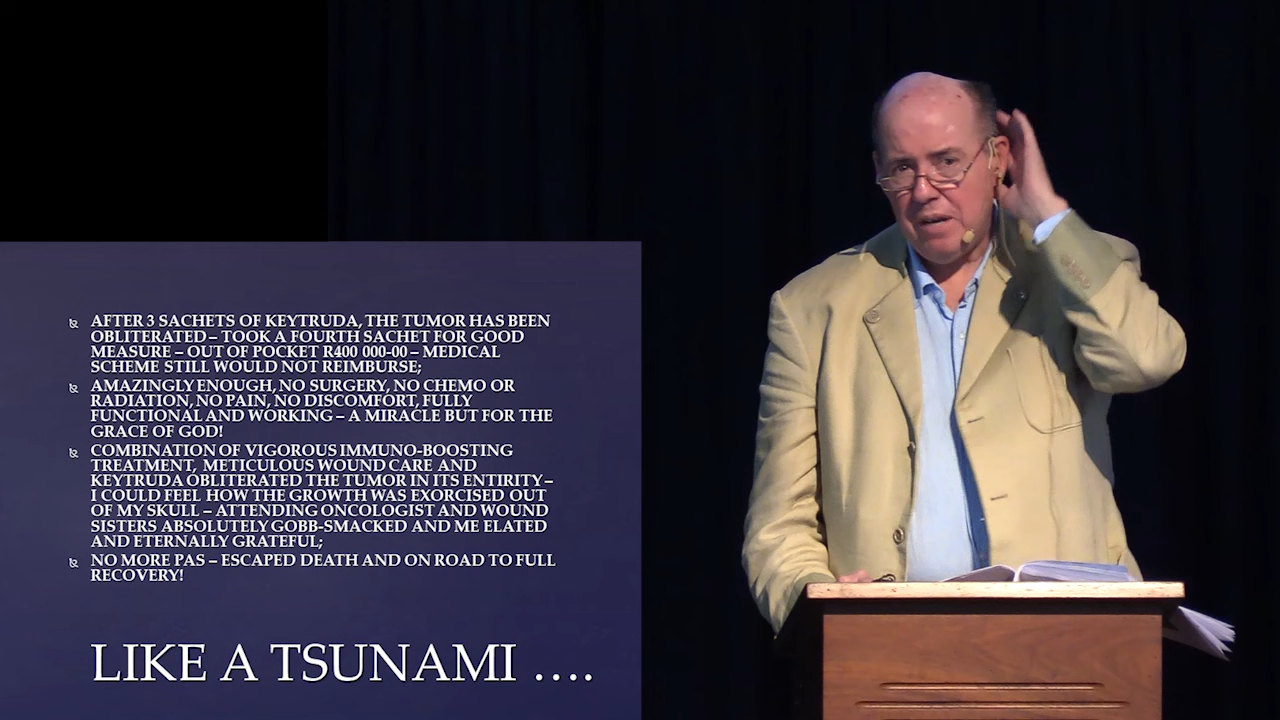 AFTER 3 SACHETS OF KEYTRUDA, THE TUMOR HAS BEEN
OBLITERATED – TOOK A FOURTH SACHET FOR GOOD
MEASURE – OUT OF POCKET R400 000-00 – MEDICAL
SCHEME STILL WOULD NOT REIMBURSE;
AMAZINGLY ENOUGH, NO SURGERY, NO CHEMO OR
RADIATION, NO PAIN, NO DISCOMFORT, FULLY
FUNCTIONAL AND WORKING – A MIRACLE BUT FOR THE
GRACE OF GOD!
COMBINATION OF VIGOROUS IMMUNO-BOOSTING
TREATMENT, METICULOUS WOUND CARE AND
KEYTRUDA OBLITERATED THE TUMOR IN ITS ENTIRITY –
I COULD FEEL HOW THE GROWTH WAS EXORCISED OUT
OF MY SKULL – ATTENDING ONCOLOGIST AND WOUND
SISTERS ABSOLUTELY GOBB-SMACKED AND ME ELATED
AND ETERNALLY GRATEFUL;
NO MORE PAS – ESCAPED DEATH AND ON ROAD TO FULL
RECOVERY!
LIKE A TSUNAMI ….